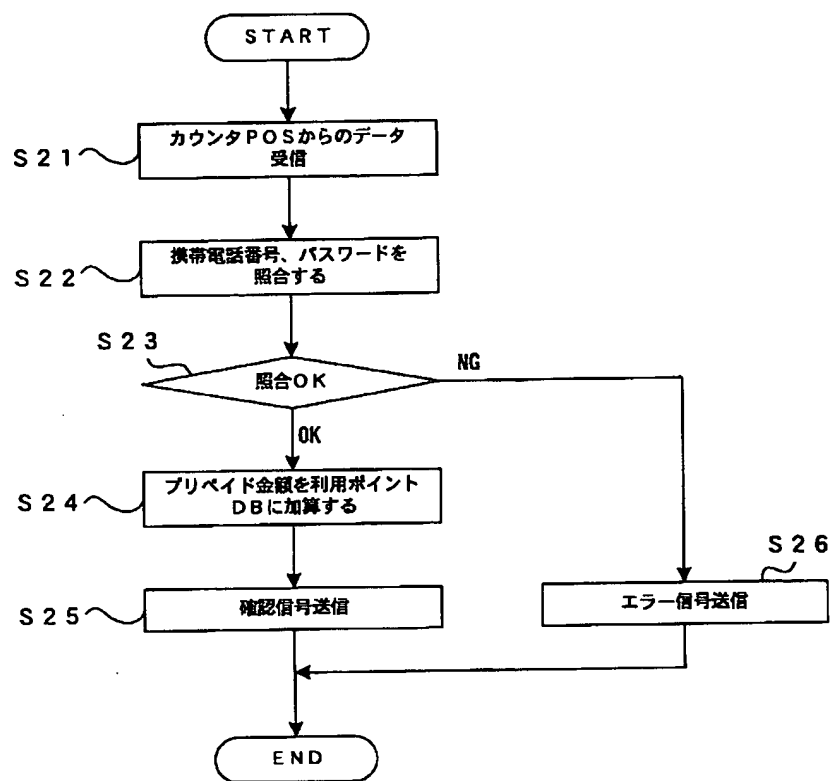 START
S21
カウンタPOSからのデータ
受信
S22
携帯電話番号、パスワードを
照合する
S23
照合OK
NG
OK
S24
プリペイド金額を利用ポイント
DBに加算する
S25
確認信号送信
S26
エラー信号送信
END